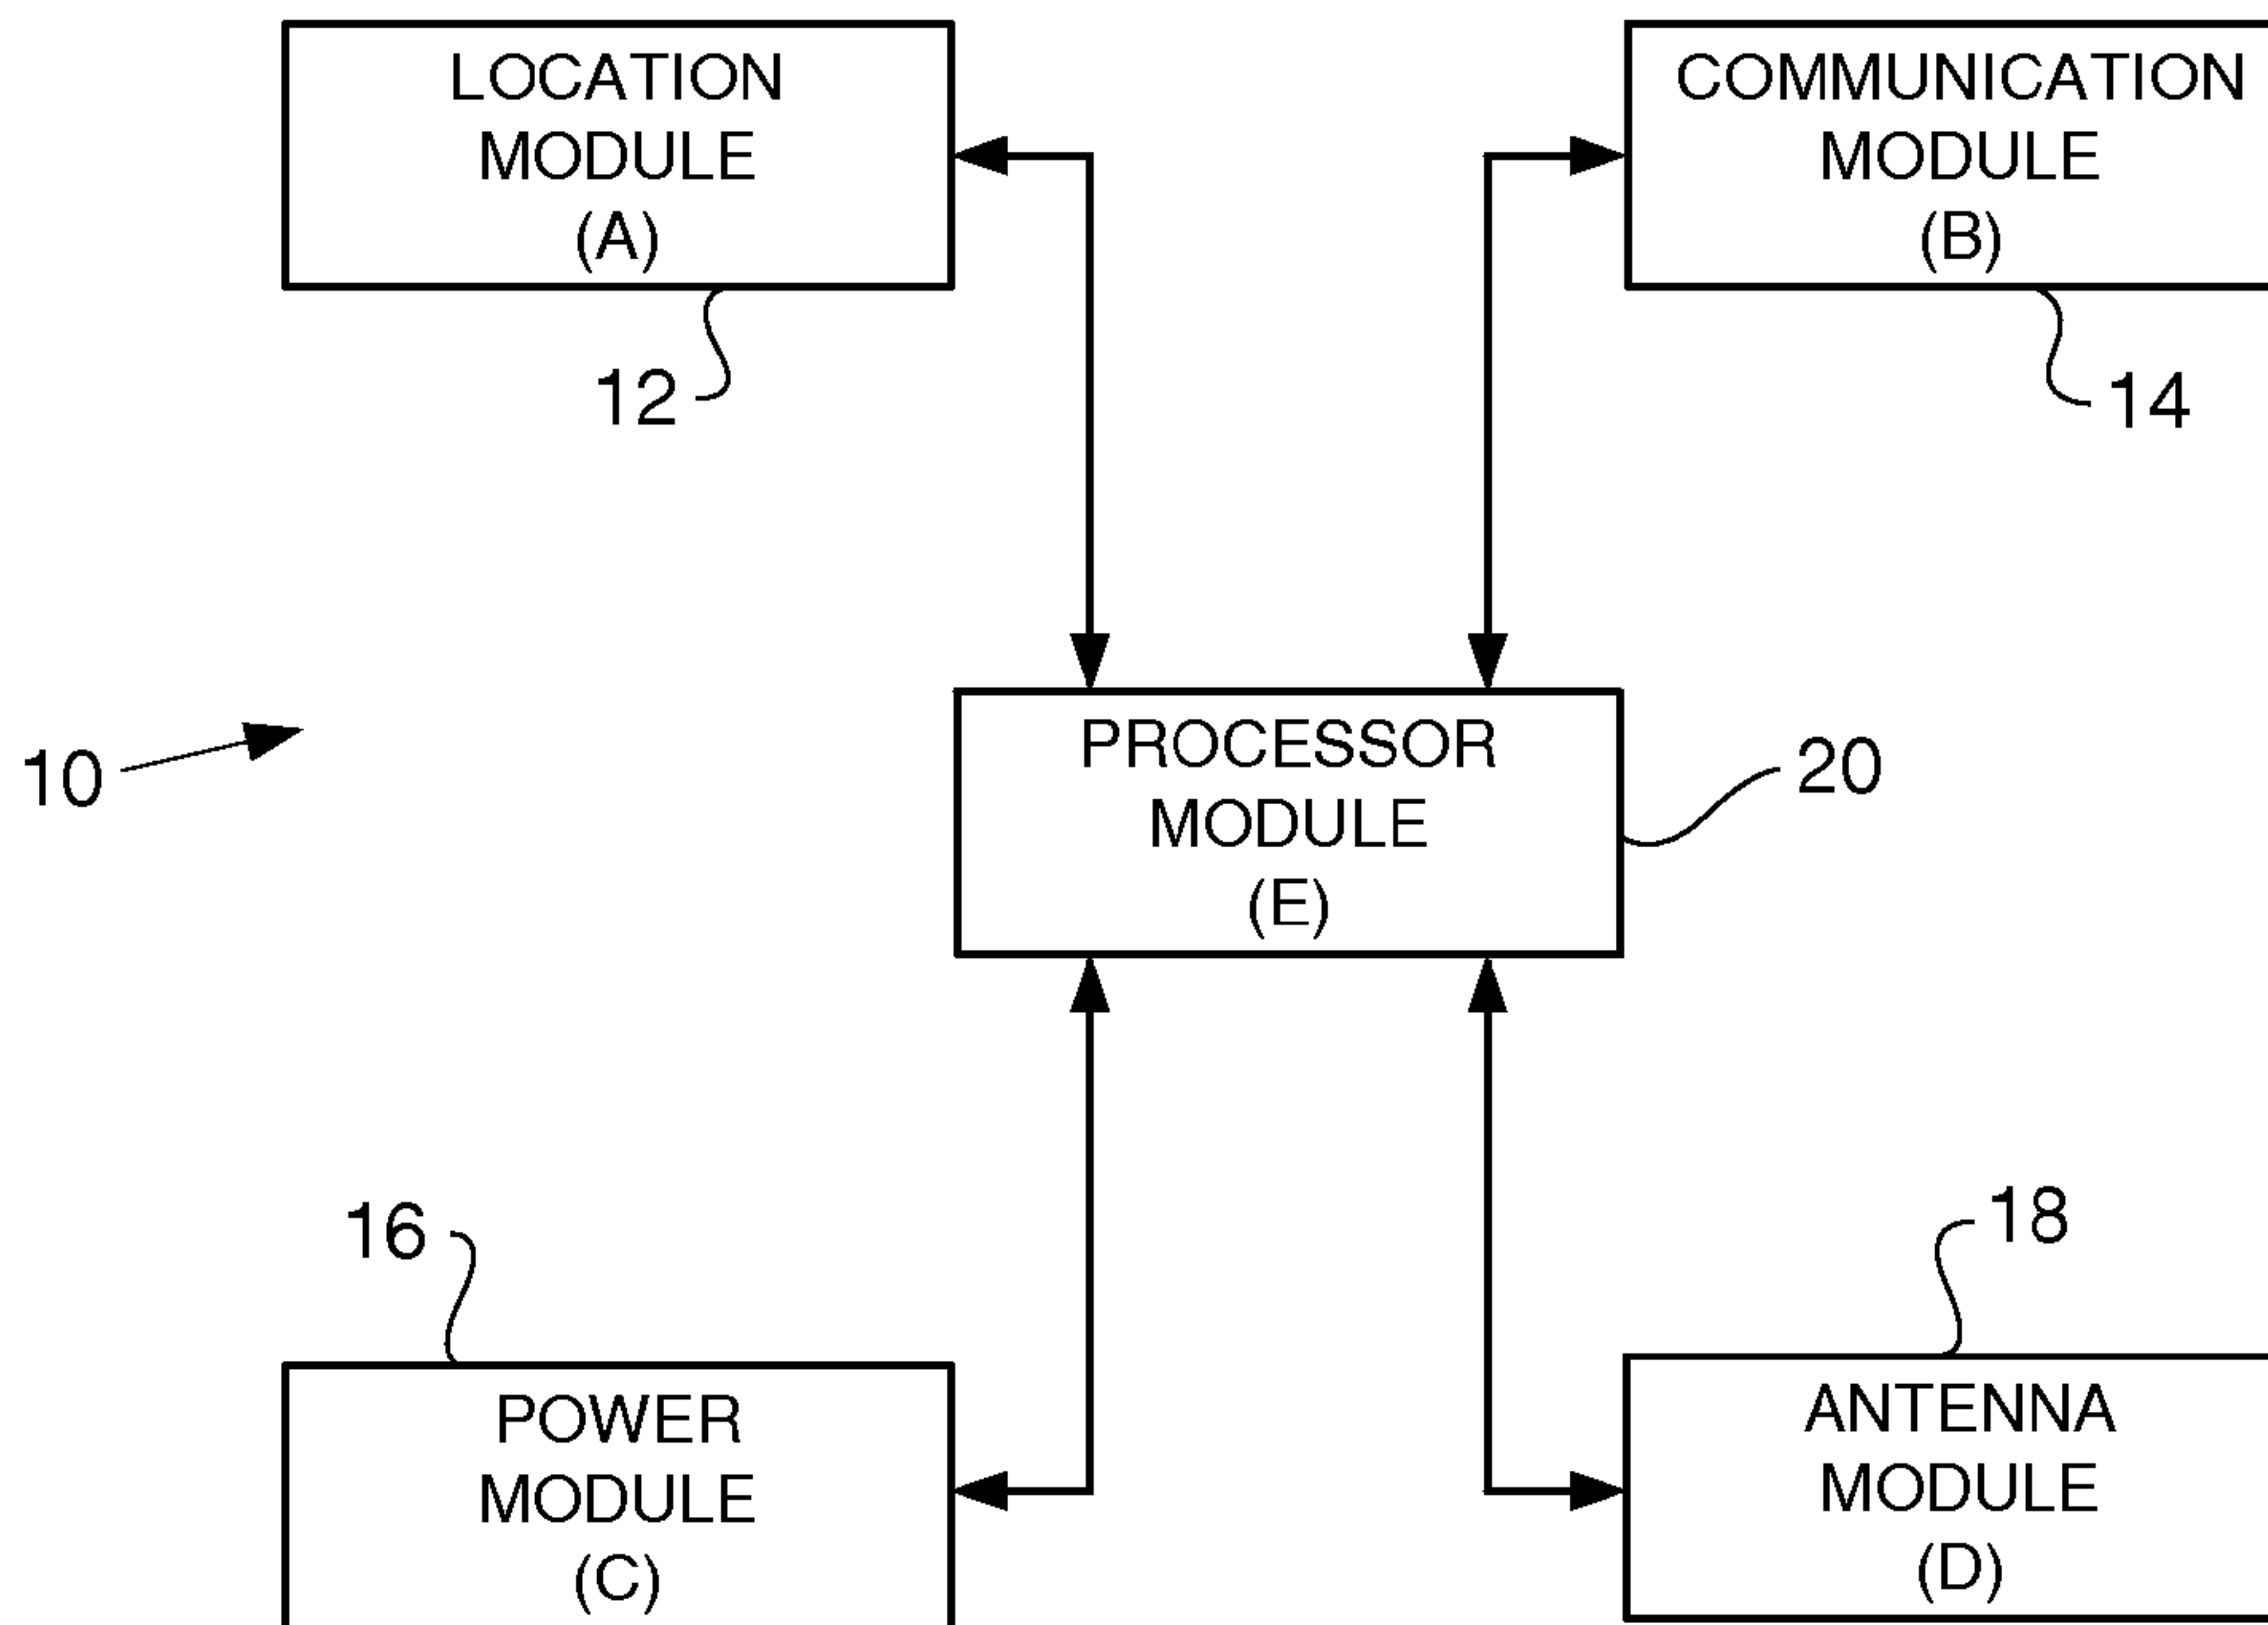 LOCATION
MODULE
(A)
12
COMMUNICATION
MODULE
(B)
14
10
PROCESSOR
MODULE
(E)
20
16
POWER
MODULE
(C)
18
ANTENNA
MODULE
(D)